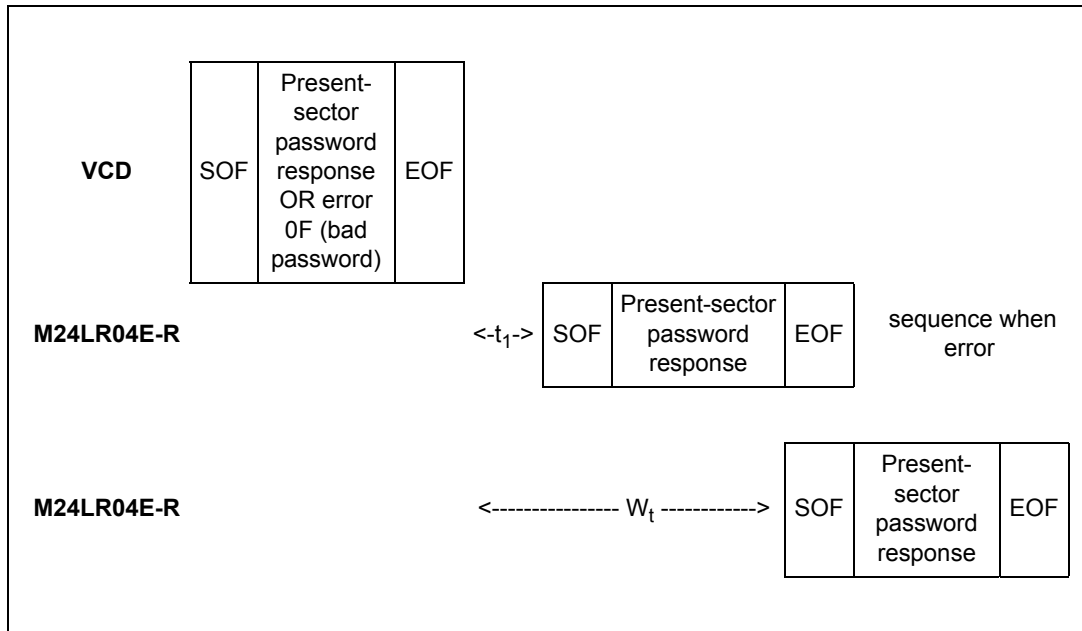 VCD
SOF
Present-
sector
password
response
OR error
0F (bad
password)
EOF
M24LR04E-R
<-t1->
SOF
Present-sector
password
response
EOF
sequence when
error
M24LR04E-R
<---------------- Wt ------------>
SOF
Present-
sector
password
response
EOF